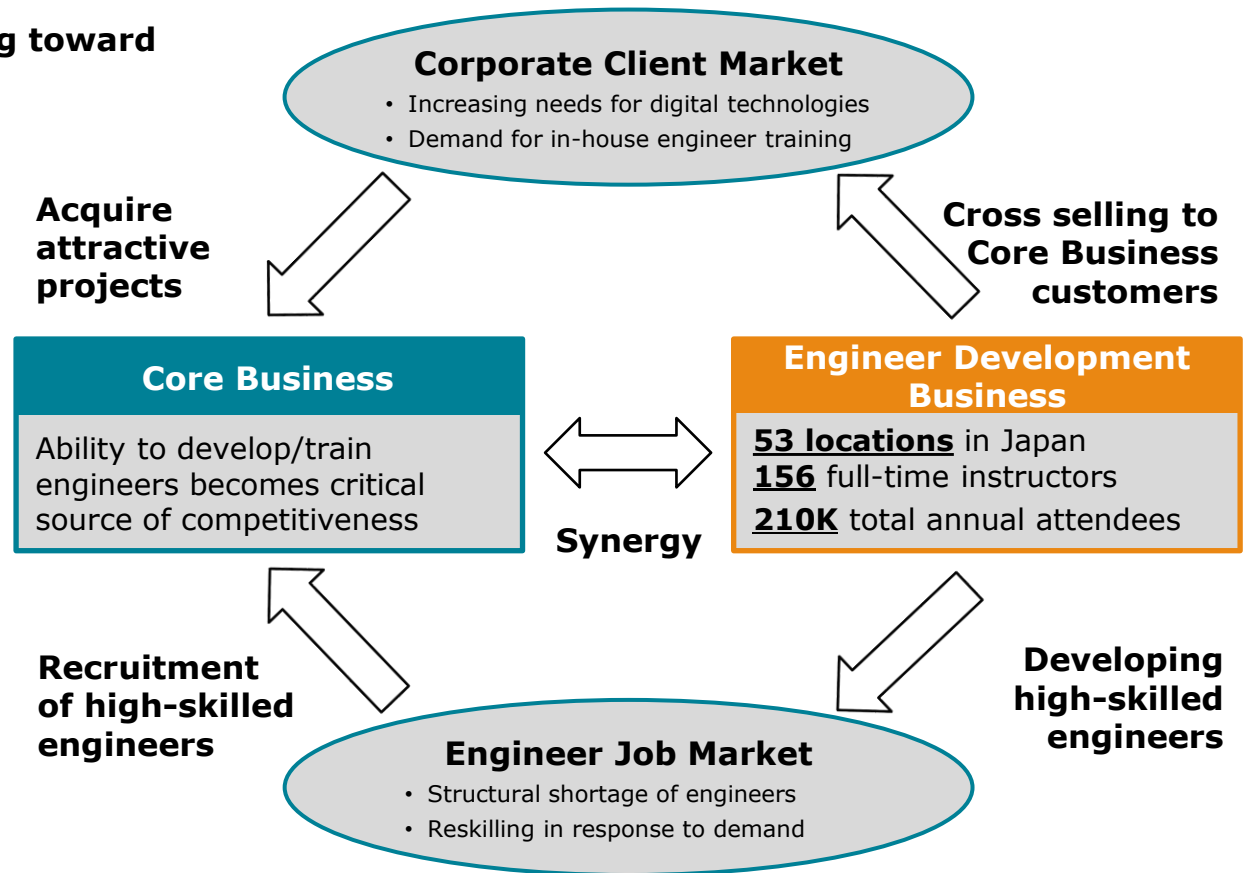 g toward
Corporate Client Market
• Increasing needs for digital technologies
• Demand for in-house engineer training
Acquire
attractive
projects
Cross selling to
Core Business
customers
Core Business
Ability to develop/train
engineers becomes critical
source of competitiveness
Synergy
Engineer Development
Business
53 locations in Japan
156 full-time instructors
210K total annual attendees
Recruitment
of high-skilled
engineers
Developing
high-skilled
engineers
Engineer Job Market
• Structural shortage of engineers
• Reskilling in response to demand